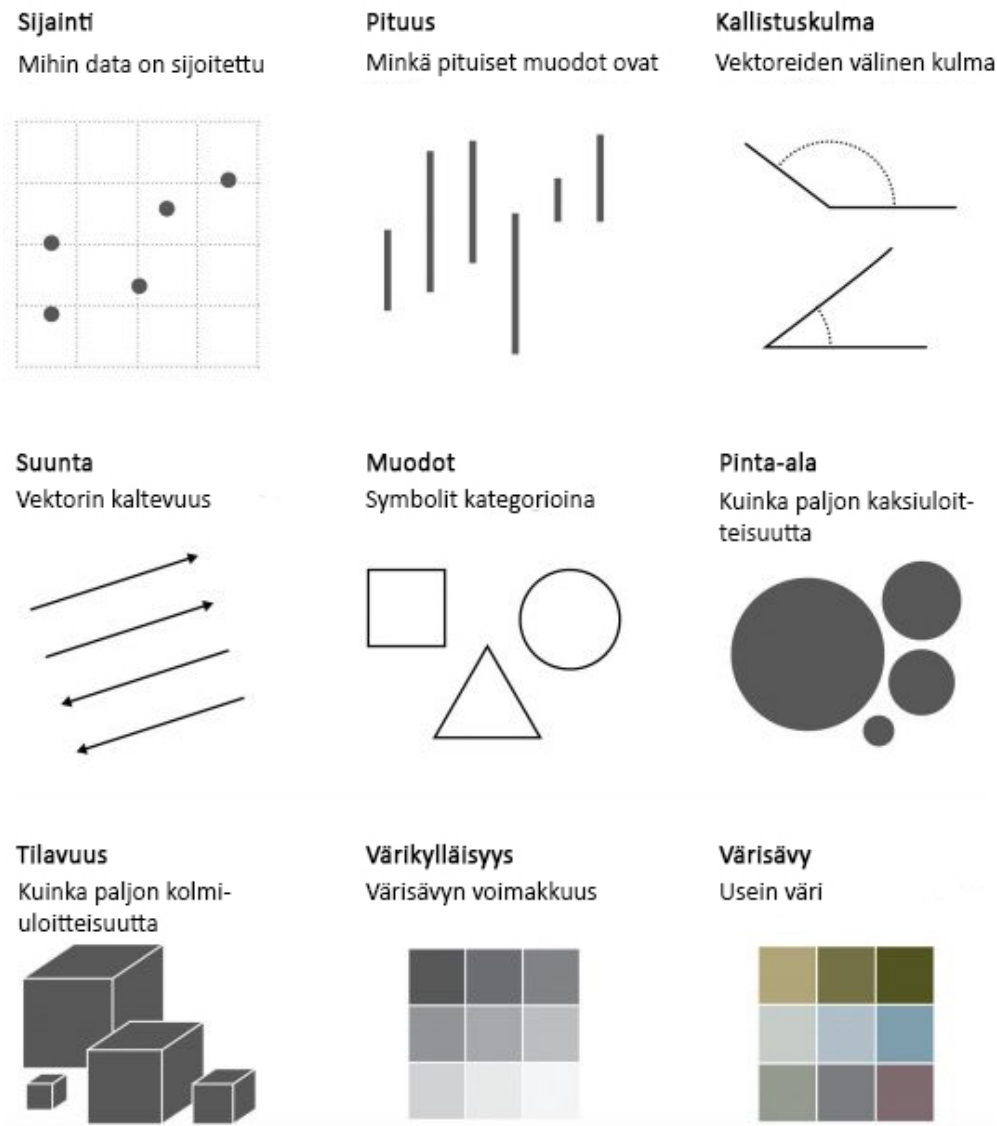 Sijainti
Mihin data on sijoitettu
Pituus
Minkä pituiset muodot ovat
Kallistuskulma
Vektoreiden välinen kulma
Suunta
Vektorin kaltevuus
Muodot
Symbolit kategorioina
Pinta-ala
Kuinka paljon kaksiuloit-
teisuutta
Tilavuus
Kuinka paljon kolmi-
uloitteisuutta
Värikylläisyys
Värisävyn voimakkuus
Värisävy
Usein väri